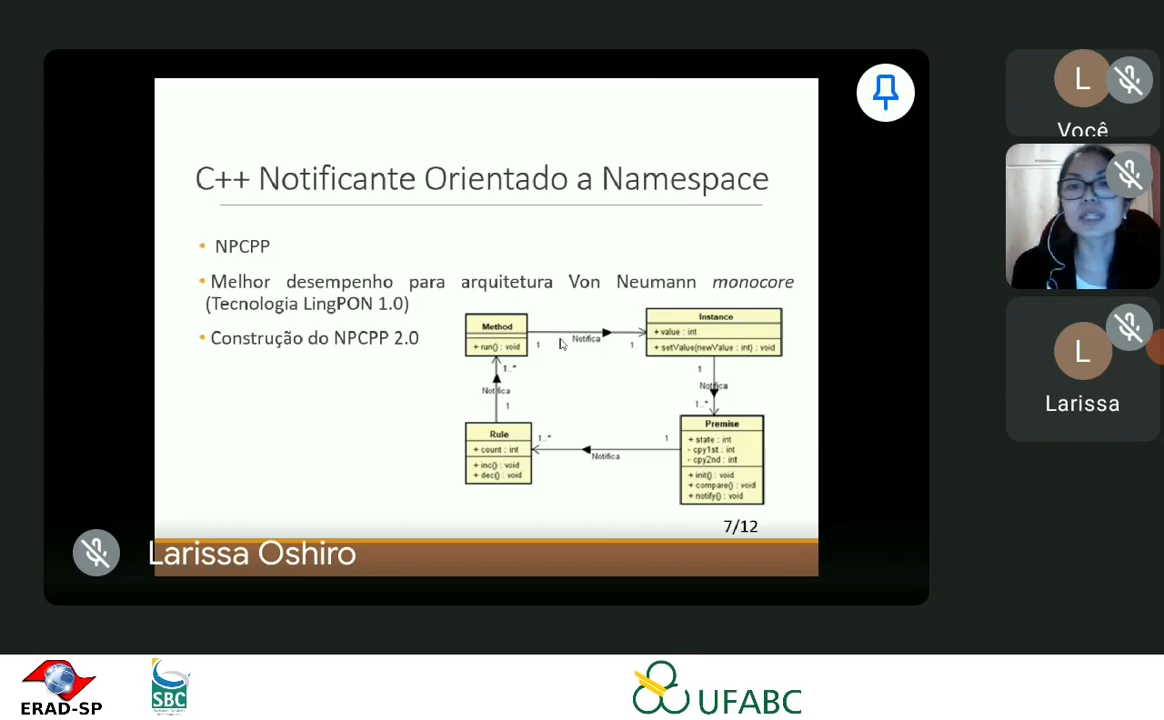 C++ Notificante Orientado a Namespace
• NPCPP
• Melhor desempenho para arquitetura Von Neumann monocore
(Tecnologia LingPON 1.0)
• Construção do NPCPP 2.0
Method
+ run() : void
1
Notifica
1
Instance
+ value : int
+ setValue(newValue : int) : void
1..*
Notifica
1
1
Notifica
1..*
Rule
+ count : int
+ inc() : void
+ dec() : void
1..*
Notifica
1
Premise
+ state : int
- cpy1st : int
- cpy2nd : int
+ init() : void
+ compare() : void
+ notify() : void
7/12
Larissa Oshiro
L
Você
L
Larissa
ERAD-SP
SBC
UFABC